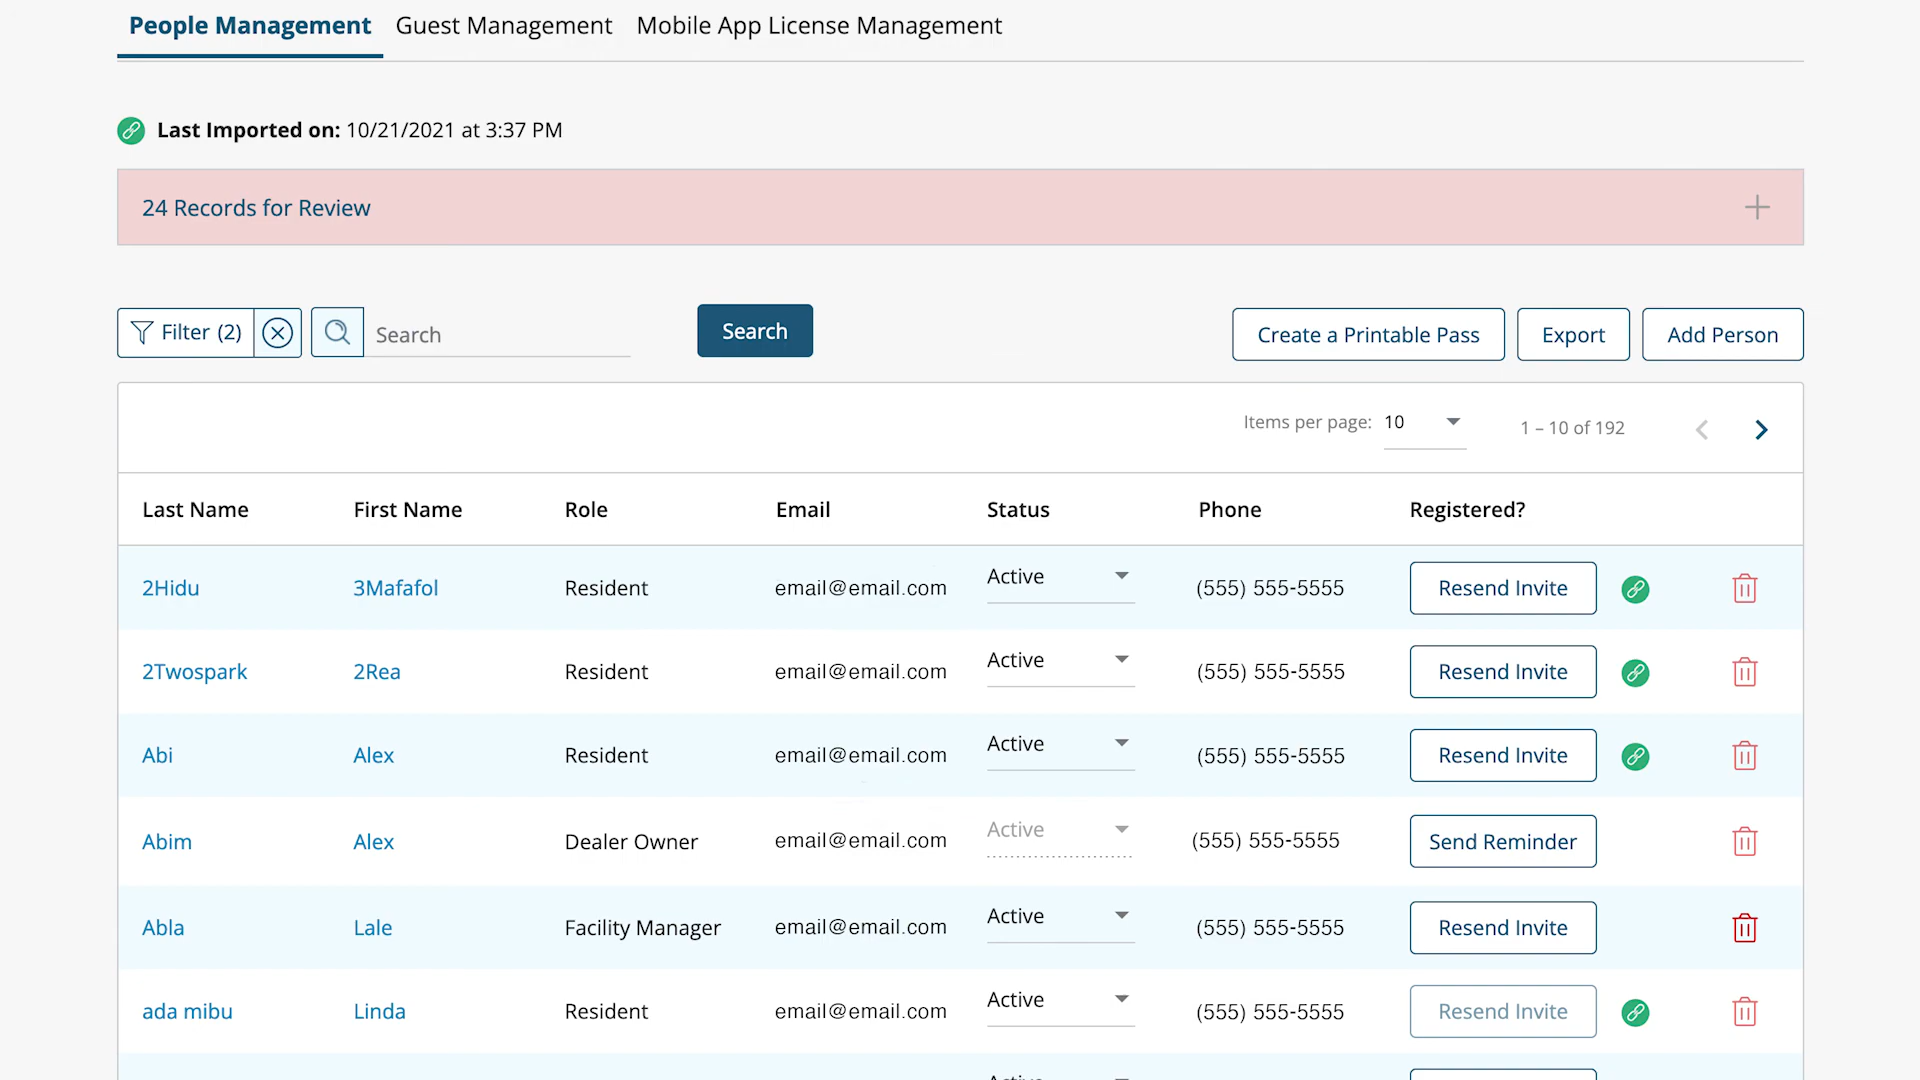 People Management Guest Management Mobile App License Management
Last Imported on: 10/21/2021 at 3:37 PM
24 Records for Review
Filter (2) Search Search Create a Printable Pass Export Add Person
Items per page: 10 1 – 10 of 192
Last Name First Name Role Email Status Phone Registered?
2Hidu 3Mafafol Resident email@email.com Active (555) 555-5555 Resend Invite
2Twospark 2Rea Resident email@email.com Active (555) 555-5555 Resend Invite
Abi Alex Resident email@email.com Active (555) 555-5555 Resend Invite
Abim Alex Dealer Owner email@email.com Active (555) 555-5555 Send Reminder
Abla Lale Facility Manager email@email.com Active (555) 555-5555 Resend Invite
ada mibu Linda Resident email@email.com Active (555) 555-5555 Resend Invite